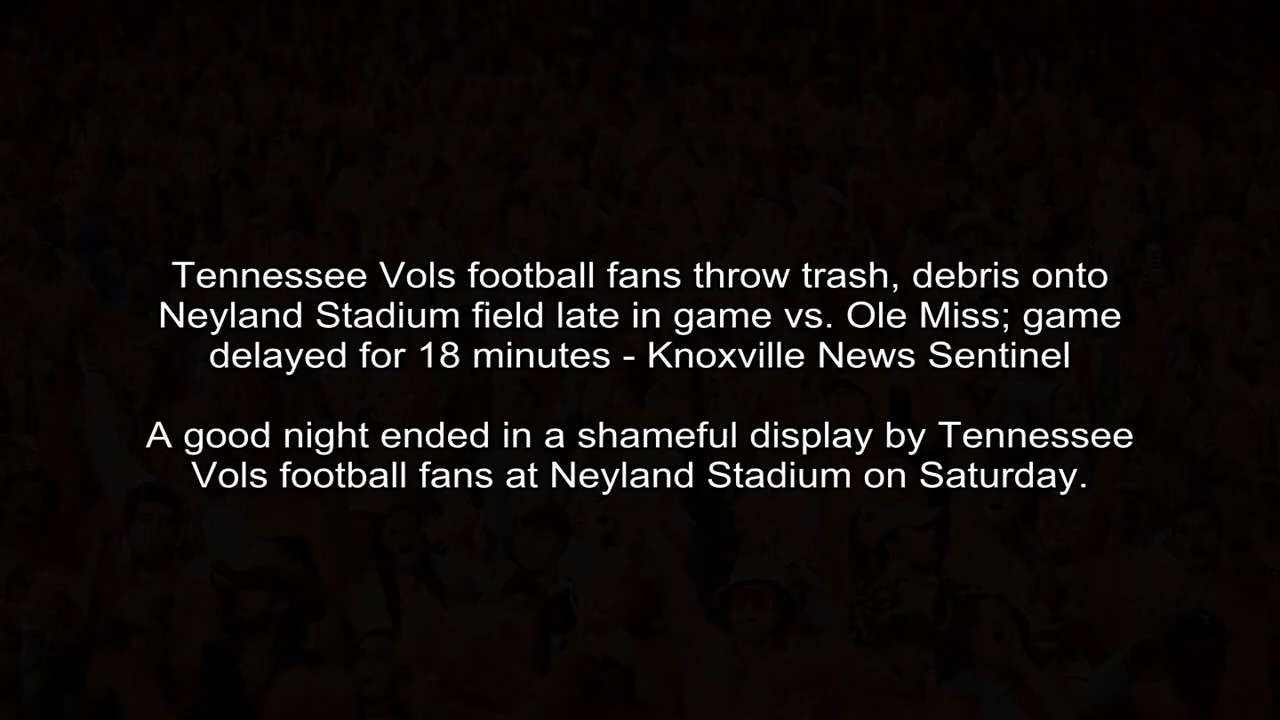 Tennessee Vols football fans throw trash, debris onto
Neyland Stadium field late in game vs. Ole Miss; game
delayed for 18 minutes - Knoxville News Sentinel
A good night ended in a shameful display by Tennessee
Vols football fans at Neyland Stadium on Saturday.